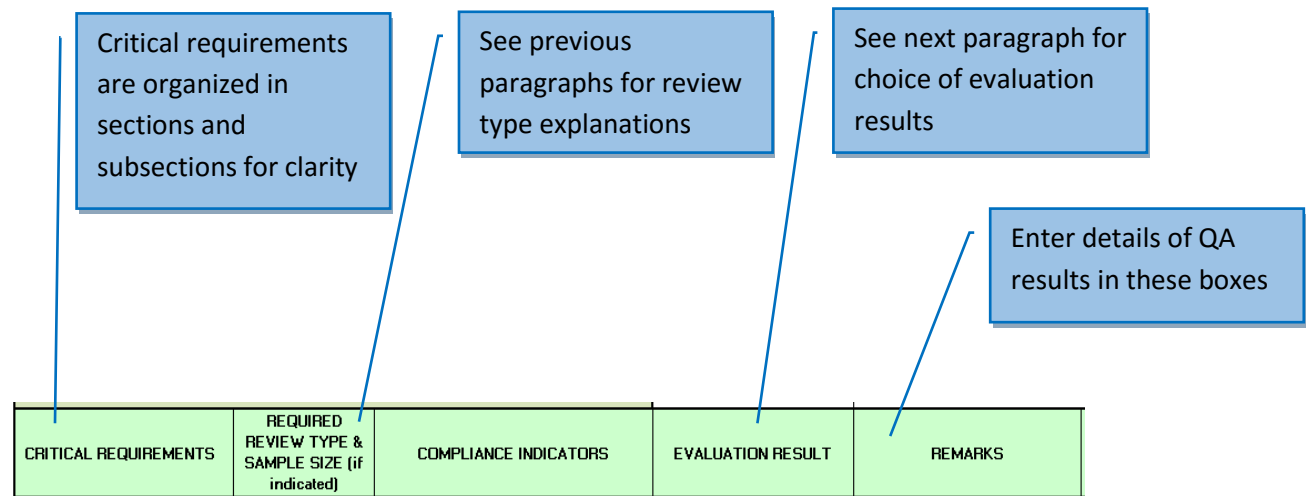 Critical requirements
are organized in
sections and
subsections for clarity
See previous
paragraphs for review
type explanations
See next paragraph for
choice of evaluation
results
Enter details of QA
results in these boxes
CRITICAL REQUIREMENTS
REQUIRED
REVIEW TYPE &
SAMPLE SIZE (if
indicated)
COMPLIANCE INDICATORS
EVALUATION RESULT
REMARKS